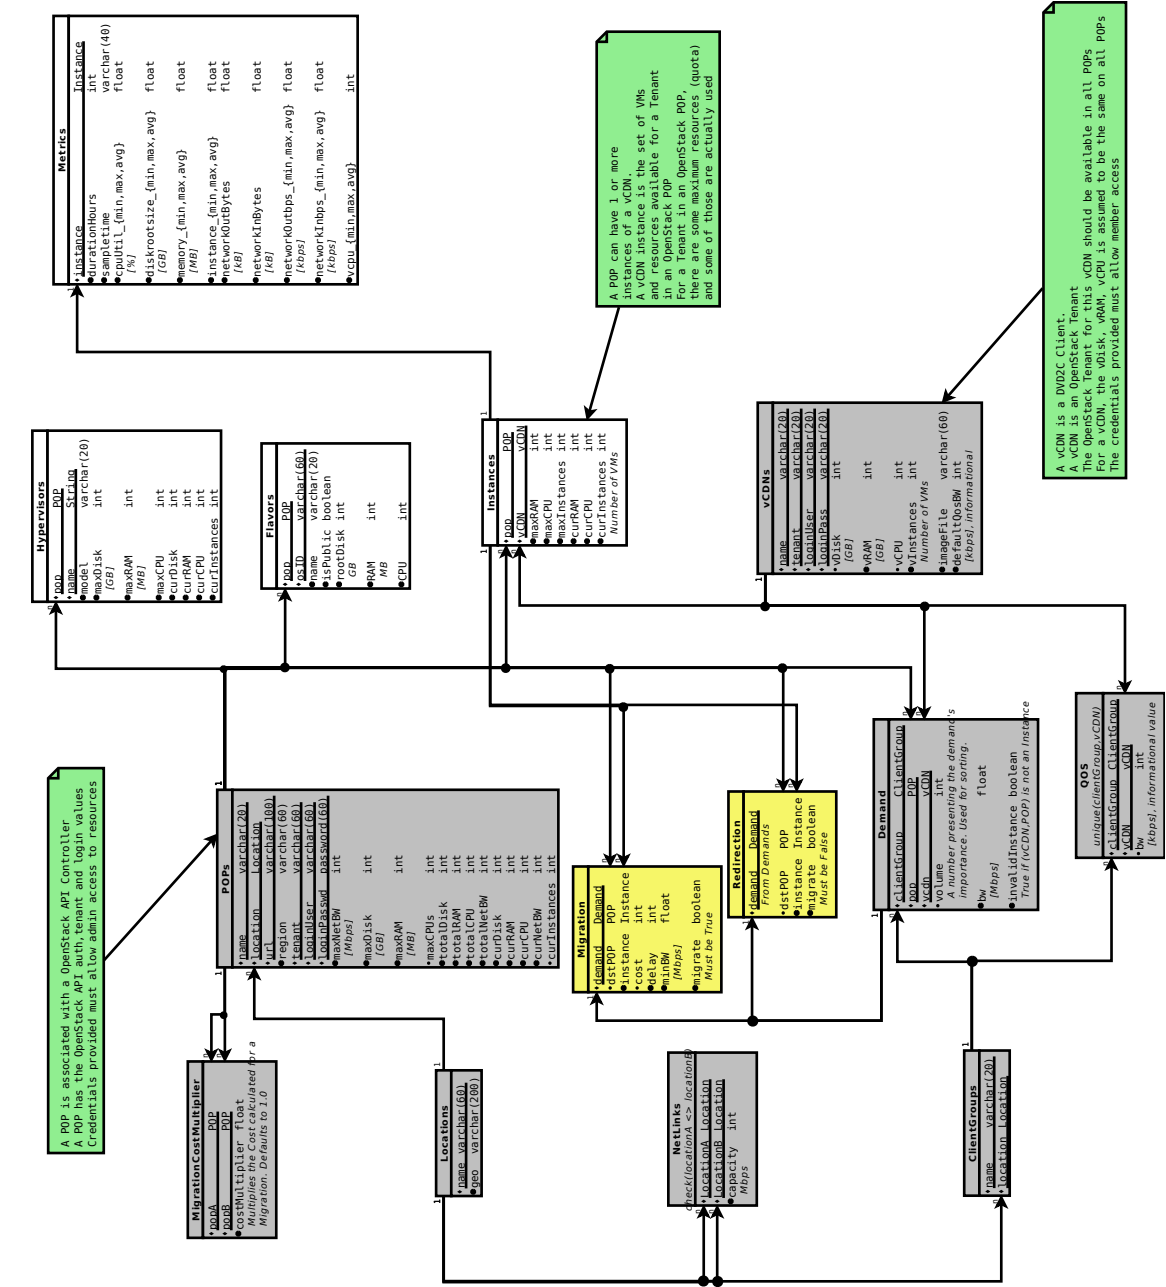 A POP is associated with a OpenStack API Controller
A POP has the OpenStack API auth,tenant and login values
Credentials provided must allow admin access to resources
Hypervisors
pop POP
name String
model varchar(20)
maxDisk int
[GB]
maxRAM int
[MB]
maxCPU int
curDisk int
curRAM int
curCPU int
curInstances int
Metrics
instance Instance
durationHours int
sampletime varchar(40)
cpuUtil_{min,max,avg} float
[%]
diskrootsize_{min,max,avg} float
[GB]
memory_{min,max,avg} float
[MB]
instance_{min,max,avg} float
networkOutBytes float
[kB]
networkInBytes float
[kB]
networkOutbps_{min,max,avg} float
[kbps]
networkInbps_{min,max,avg} float
[kbps]
vcpu_{min,max,avg} int
MigrationCostMultiplier
popA POP
popB POP
costMultiplier float
Multiplies the Cost calculated for a
Migration. Defaults to 1.0
POPs
name varchar(20)
location Location
url varchar(100)
region varchar(60)
tenant varchar(60)
loginUser varchar(60)
loginPasswd password(60)
maxNetBW int
[Mbps]
maxDisk int
[GB]
maxRAM int
[MB]
maxCPUs int
totalDisk int
totalRAM int
totalCPU int
totalNetBW int
curDisk int
curRAM int
curCPU int
curNetBW int
curInstances int
Flavors
pop POP
osID varchar(60)
name varchar(20)
isPublic boolean
rootDisk int
GB
RAM int
MB
CPU int
Locations
name varchar(60)
geo varchar(200)
Instances
pop POP
vCDN vCDN
maxRAM int
maxCPU int
maxInstances int
curRAM int
curCPU int
curInstances int
Number of VMs
A POP can have 1 or more
instances of a vCDN.
A vCDN instance is the set of VMs
and resources available for a Tenant
in an OpenStack POP
For a Tenant in an OpenStack POP,
there are some maximum resources (quota)
and some of those are actually used
Migration
demand Demand
dstPOP POP
instance Instance
cost int
delay int
minBW float
[Mbps]
migrate boolean
Must be True
NetLinks
check(locationA <> locationB)
LocationA Location
LocationB Location
capacity int
Mbps
Redirection
demand Demand
From Demands
dstPOP POP
instance Instance
migrate boolean
Must be False
vCDNs
name varchar(20)
tenant varchar(20)
loginUser varchar(20)
loginPass varchar(20)
vDisk int
[GB]
vRAM int
[GB]
vCPU int
vInstances int
Number of VMs
imageFile varchar(60)
defaultQosBW int
[kbps], informational
Demand
clientGroup ClientGroup
pop POP
vcdn vCDN
volume int
A number presenting the demand's
importance. Used for sorting.
bw float
[Mbps]
invalidInstance boolean
True if (vCDN,POP) is not an Instance
ClientGroups
name varchar(20)
location Location
A vCDN is a DVD2C Client.
A vCDN is an OpenStack Tenant
The OpenStack Tenant for this vCDN should be available in all POPs
For a vCDN, the vDisk, vRAM, vCPU is assumed to be the same on all POPs
The credentials provided must allow member access
QOS
unique(clientGroup,vCDN)
clientGroup ClientGroup
vCDN vCDN
bw int
[kbps], informational value